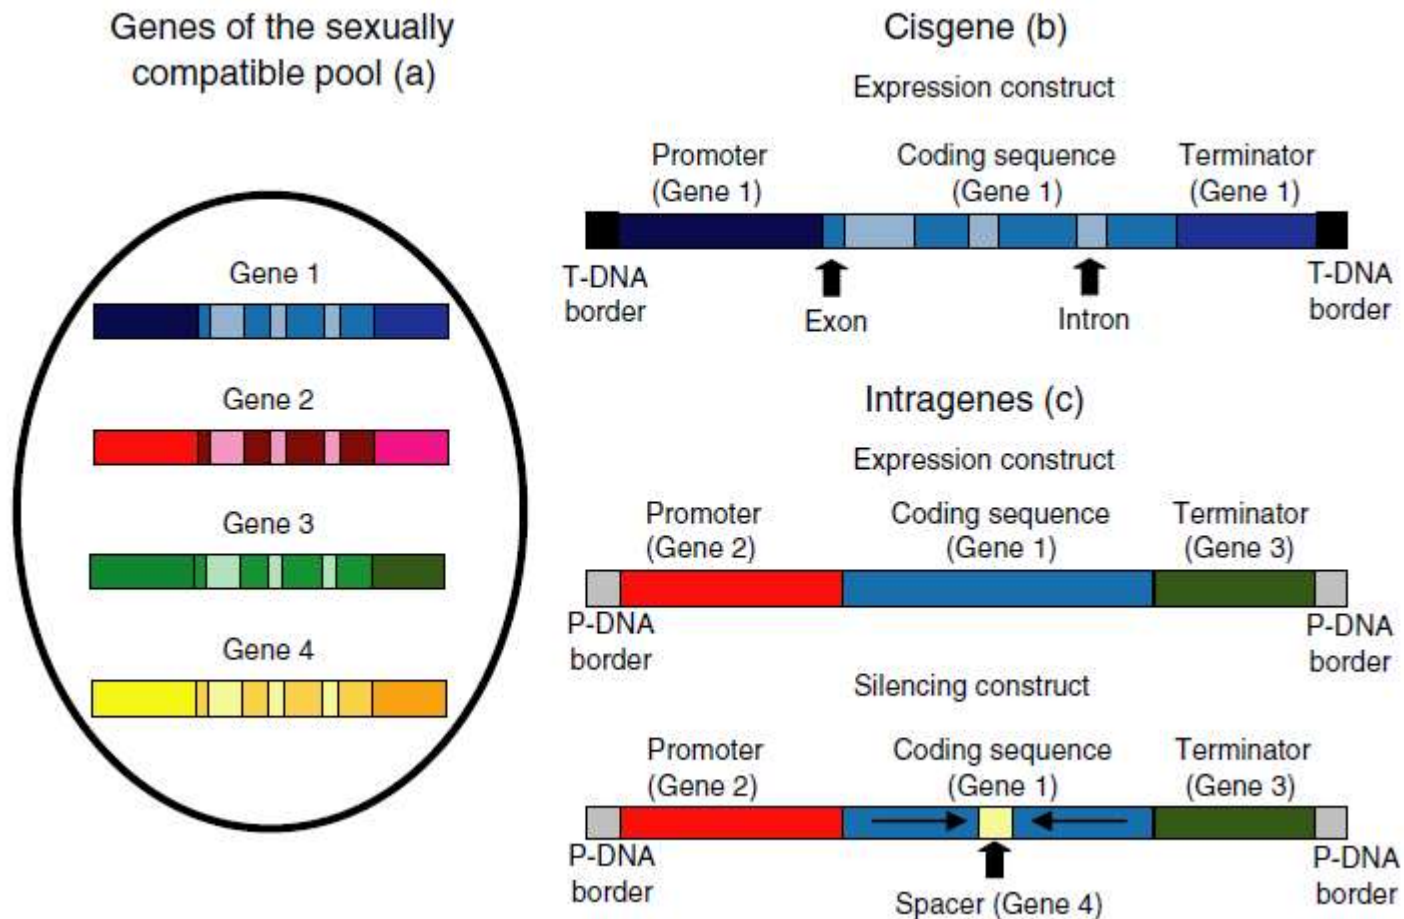 Genes of the sexually
compatible pool (a)
Gene 1
Gene 2
Gene 3
Gene 4
Cisgene (b)
Expression construct
Promoter
(Gene 1)
Coding sequence
(Gene 1)
Terminator
(Gene 1)
T-DNA
border
Exon
Intron
T-DNA
border
Intragenes (c)
Expression construct
Promoter
(Gene 2)
Coding sequence
(Gene 1)
Terminator
(Gene 3)
P-DNA
border
P-DNA
border
Silencing construct
Promoter
(Gene 2)
Coding sequence
(Gene 1)
Terminator
(Gene 3)
P-DNA
border
Spacer (Gene 4)
P-DNA
border